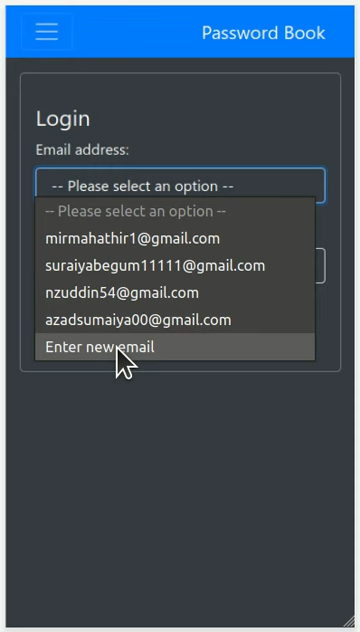 Password Book
Login
Email address:
-- Please select an option --
-- Please select an option --
mirmahathir1@gmail.com
suraiyabegum11111@gmail.com
nzuddin54@gmail.com
azadsumaiya00@gmail.com
Enter new email